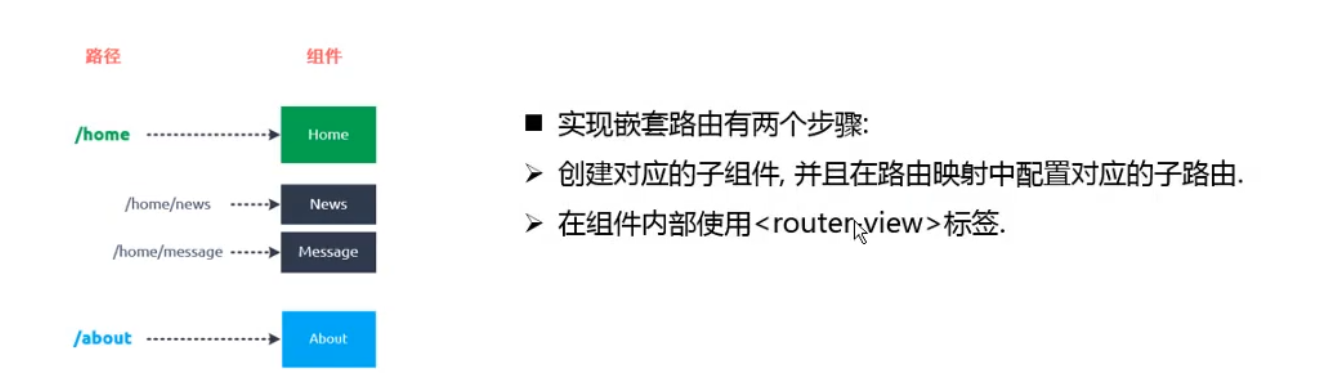 路径 组件
/home Home
/home/news News
/home/message Message
/about About
实现嵌套路由有两个步骤:
创建对应的子组件, 并且在路由映射中配置对应的子路由.
在组件内部使用<router-view>标签.